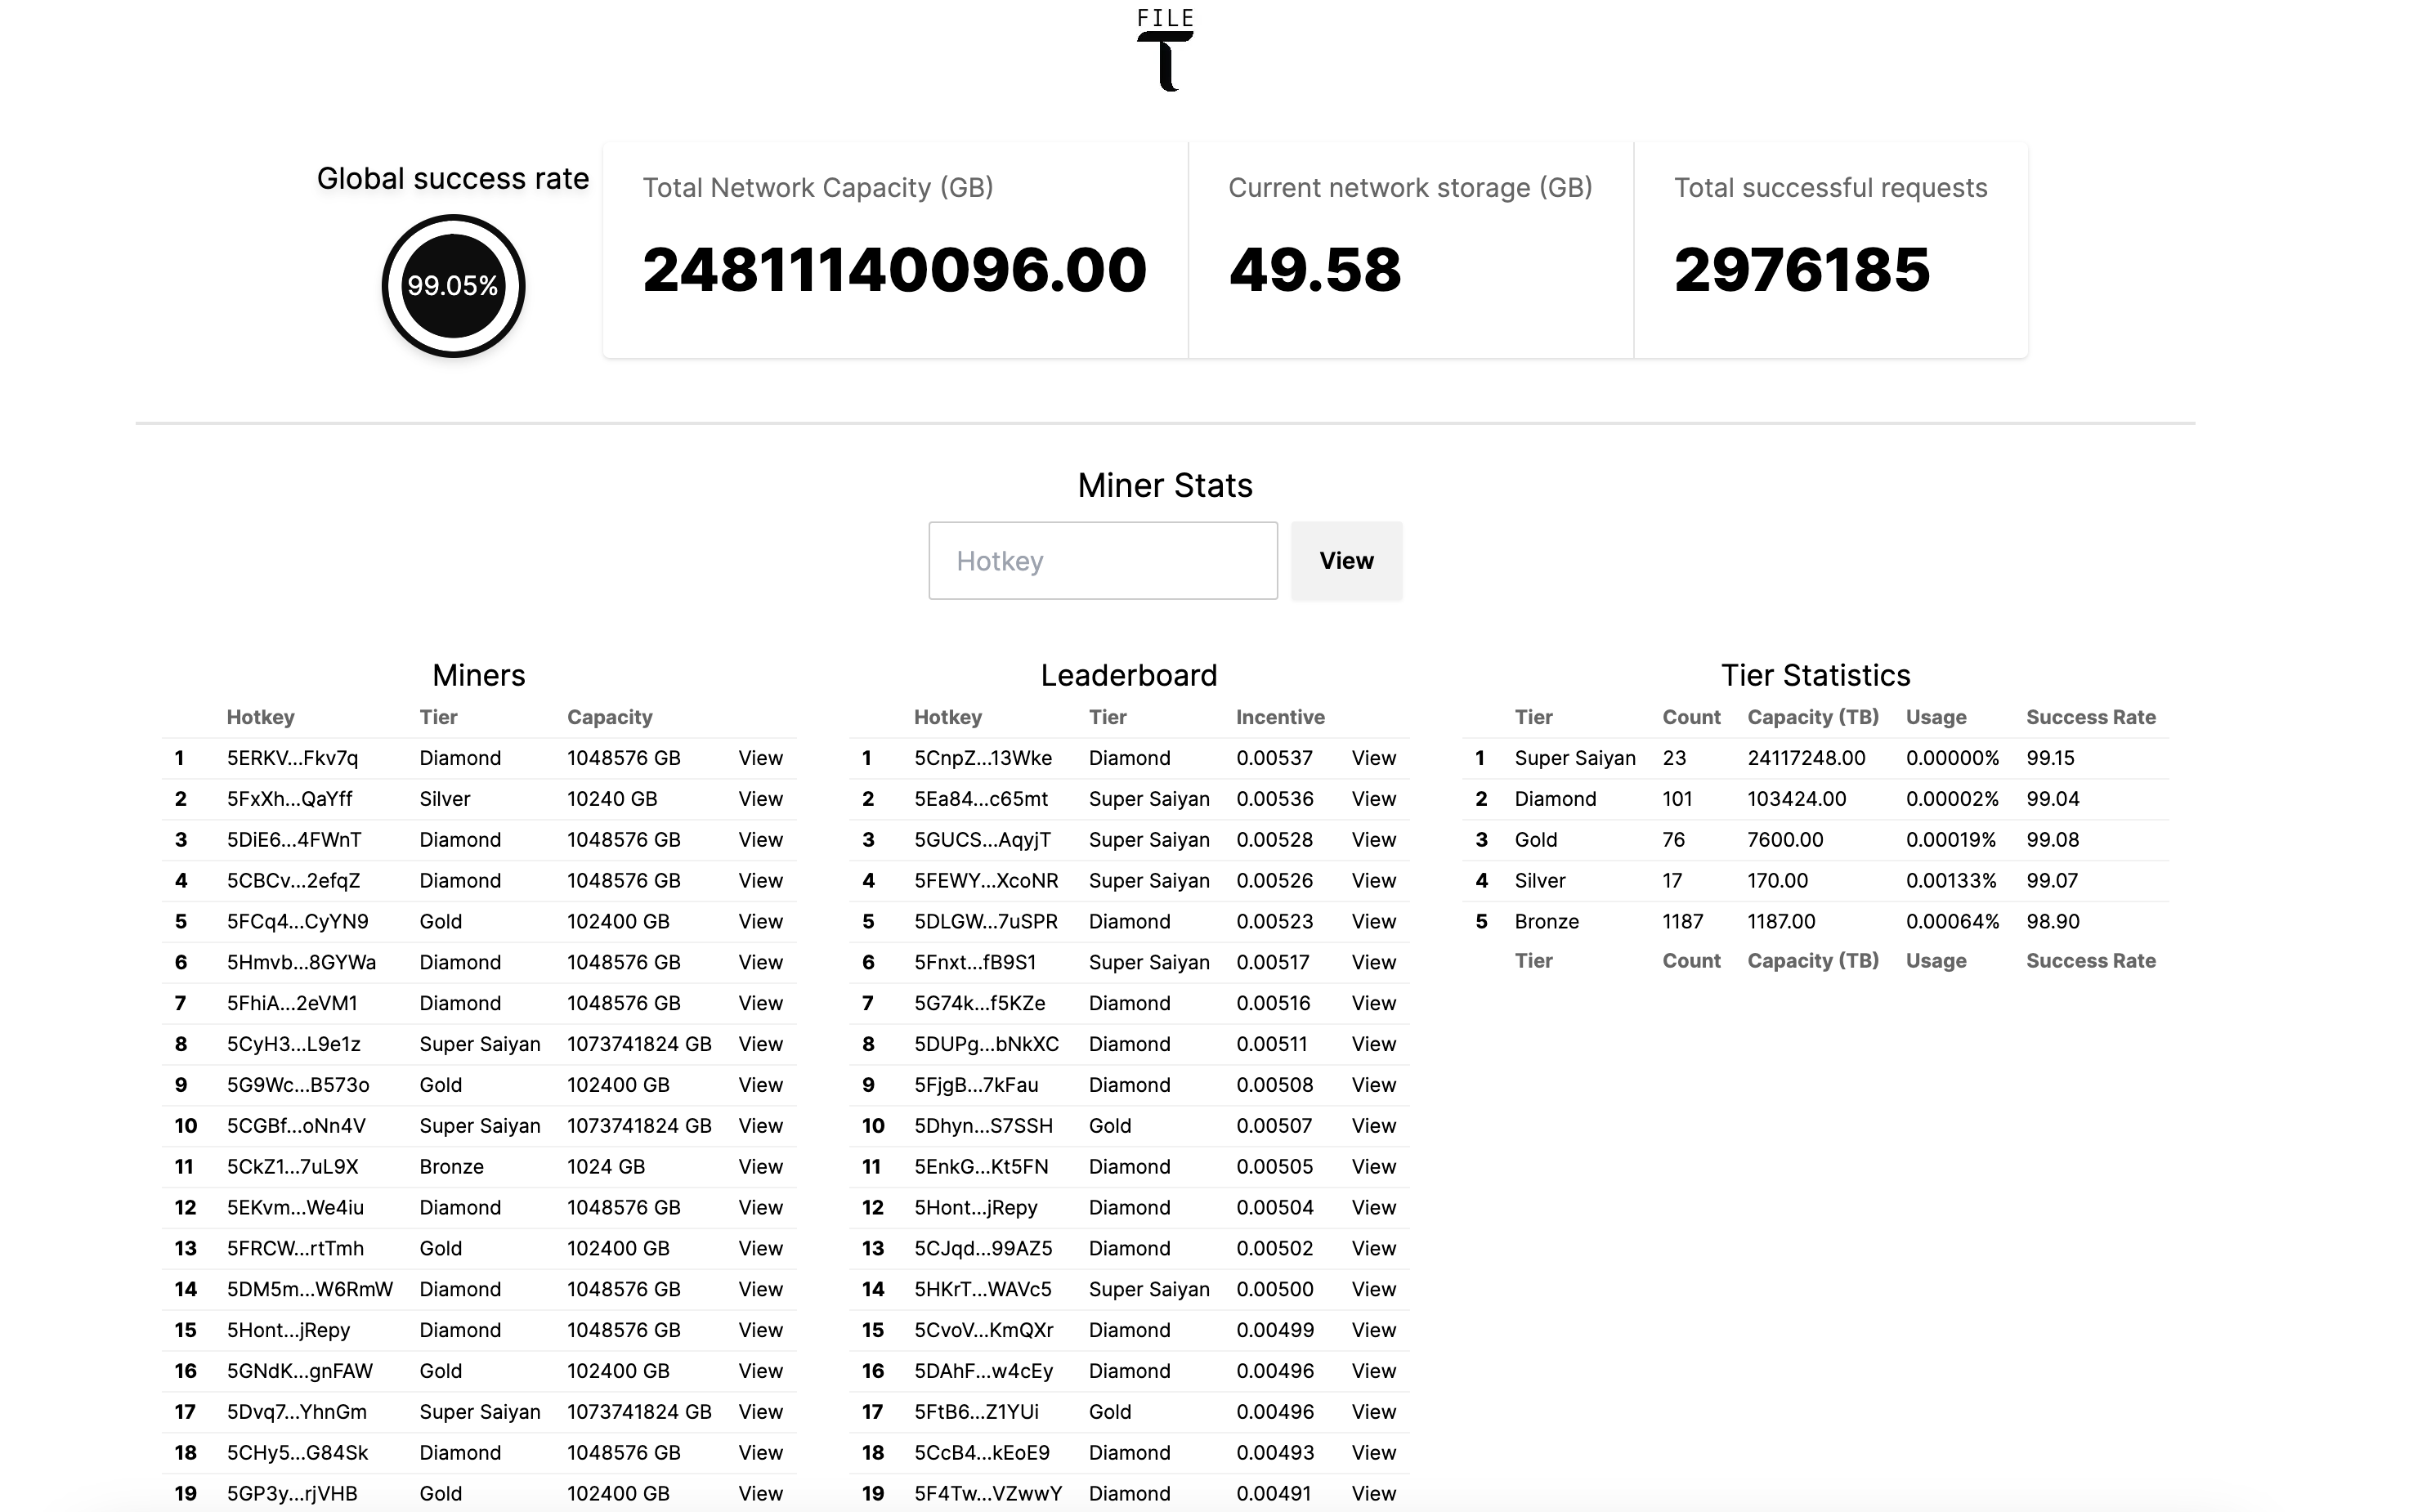 FILE
Global success rate
99.05%
Total Network Capacity (GB)
24811140096.00
Current network storage (GB)
49.58
Total successful requests
2976185
Miner Stats
Hotkey View
Miners
Hotkey Tier Capacity
1 5ERKV...Fkv7q Diamond 1048576 GB View
2 5FxXh...QaYff Silver 10240 GB View
3 5DiE6...4FWnT Diamond 1048576 GB View
4 5CBCv...2efqZ Diamond 1048576 GB View
5 5FCq4...CyYN9 Gold 102400 GB View
6 5Hmvb...8GYWa Diamond 1048576 GB View
7 5FhiA...2eVM1 Diamond 1048576 GB View
8 5CyH3...L9e1z Super Saiyan 1073741824 GB View
9 5G9Wc...B573o Gold 102400 GB View
10 5CGBf...oNn4V Super Saiyan 1073741824 GB View
11 5CkZ1...7uL9X Bronze 1024 GB View
12 5EKvm...We4iu Diamond 1048576 GB View
13 5FRCW...rtTmh Gold 102400 GB View
14 5DM5m...W6RmW Diamond 1048576 GB View
15 5Hont...jRepy Diamond 1048576 GB View
16 5GNdK...gnFAW Gold 102400 GB View
17 5Dvq7...YhnGm Super Saiyan 1073741824 GB View
18 5CHy5...G84Sk Diamond 1048576 GB View
19 5GP3y...rjVHB Gold 102400 GB View
Leaderboard
Hotkey Tier Incentive
1 5CnpZ...13Wke Diamond 0.00537 View
2 5Ea84...c65mt Super Saiyan 0.00536 View
3 5GUCS...AqyjT Super Saiyan 0.00528 View
4 5FEWY...XcoNR Super Saiyan 0.00526 View
5 5DLGW...7uSPR Diamond 0.00523 View
6 5Fnxt...fB9S1 Super Saiyan 0.00517 View
7 5G74k...f5KZe Diamond 0.00516 View
8 5DUPg...bNkXC Diamond 0.00511 View
9 5FjgB...7kFau Diamond 0.00508 View
10 5Dhyn...S7SSH Gold 0.00507 View
11 5EnkG...Kt5FN Diamond 0.00505 View
12 5Hont...jRepy Diamond 0.00504 View
13 5CJqd...99AZ5 Diamond 0.00502 View
14 5HKrT...WAVc5 Super Saiyan 0.00500 View
15 5CvoV...KmQXr Diamond 0.00499 View
16 5DAhF...w4cEy Diamond 0.00496 View
17 5FtB6...Z1YUi Gold 0.00496 View
18 5CcB4...kEoE9 Diamond 0.00493 View
19 5F4Tw...VZwwY Diamond 0.00491 View
Tier Statistics
Tier Count Capacity (TB) Usage Success Rate
1 Super Saiyan 23 24117248.00 0.00000% 99.15
2 Diamond 101 103424.00 0.00002% 99.04
3 Gold 76 7600.00 0.00019% 99.08
4 Silver 17 170.00 0.00133% 99.07
5 Bronze 1187 1187.00 0.00064% 98.90
Tier Count Capacity (TB) Usage Success Rate